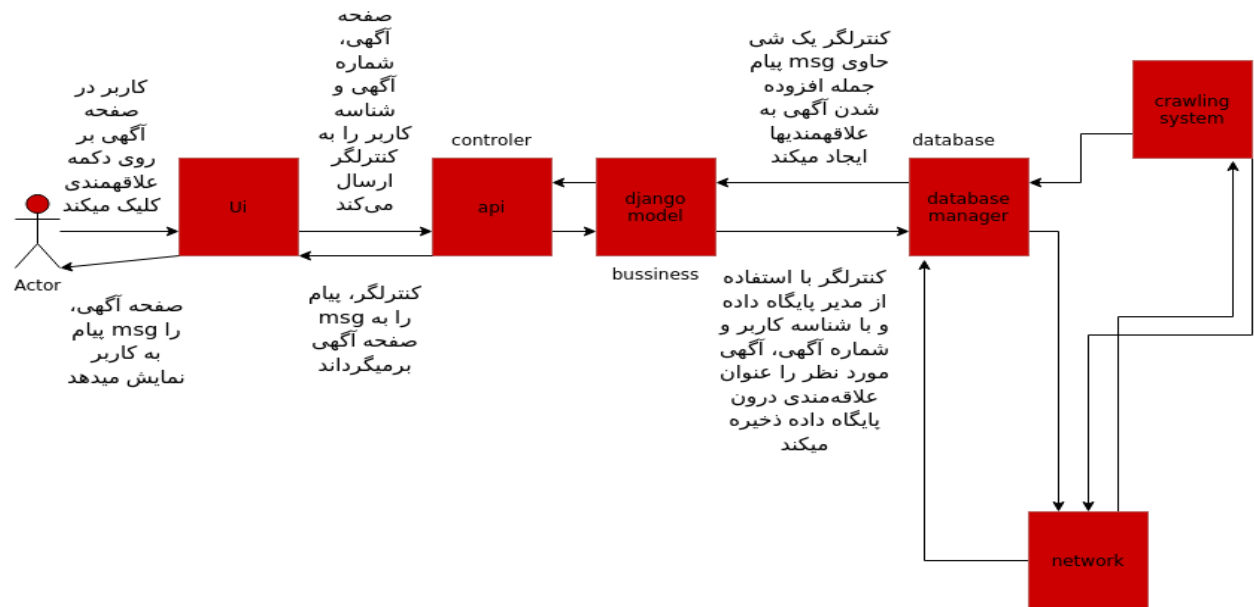 کاربر در
صفحه
آگهی بر
روی دکمه
علاقهمندی
کلیک میکند
Actor
صفحه آگهی،
را msg پیام
به کاربر
نمایش میدهد
Ui
صفحه
آگهی،
شماره
آگهی و
شناسه
کاربر را به
کنترلگر
ارسال
می‌کند
کنترلگر، پیام
را به msg
صفحه آگهی
برمیگرداند
controler
api
django
model
bussiness
کنترلگر یک شی
حاوی msg پیام
جمله افزوده
شدن آگهی به
علاقهمندیها
ایجاد میکند
کنترلگر با استفاده
از مدیر پایگاه داده
و با شناسه کاربر و
شماره آگهی، آگهی
مورد نظر را عنوان
علاقه‌مندی درون
پایگاه داده ذخیره
میکند
database
database
manager
crawling
system
network